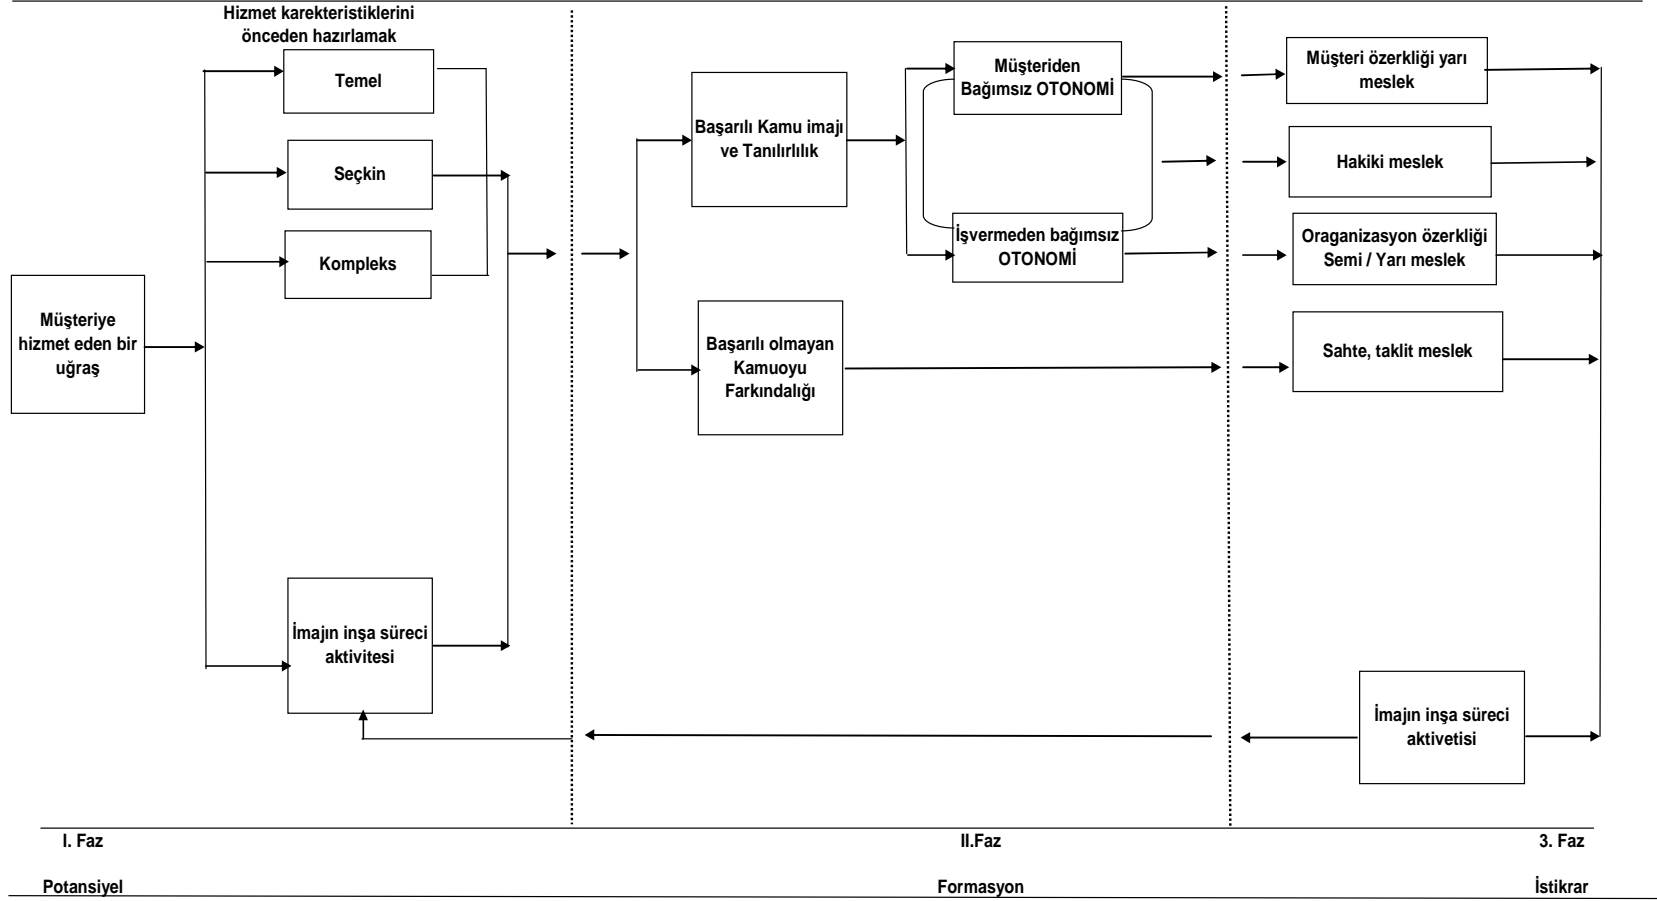 Hizmet karekteristiklerini
önceden hazırlamak
Temel
Seçkin
Kompleks
Müşteriye
hizmet eden bir
uğraş
İmajın inşa süreci
aktivitesi
Başarılı Kamu imajı
ve Tanılırlılık
Başarılı olmayan
Kamuoyu
Farkındalığı
Müşteriden
Bağımsız OTONOMİ
İşvermeden bağımsız
OTONOMİ
Müşteri özerkliği yarı
meslek
Hakiki meslek
Oraganizasyon özerkliği
Semi / Yarı meslek
Sahte, taklit meslek
İmajın inşa süreci
aktivetisi
I. Faz
II.Faz
3. Faz
Potansiyel
Formasyon
İstikrar